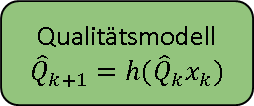 Qualitätsmodell
Q̂ₖ₊₁ = h(Q̂ₖxₖ)